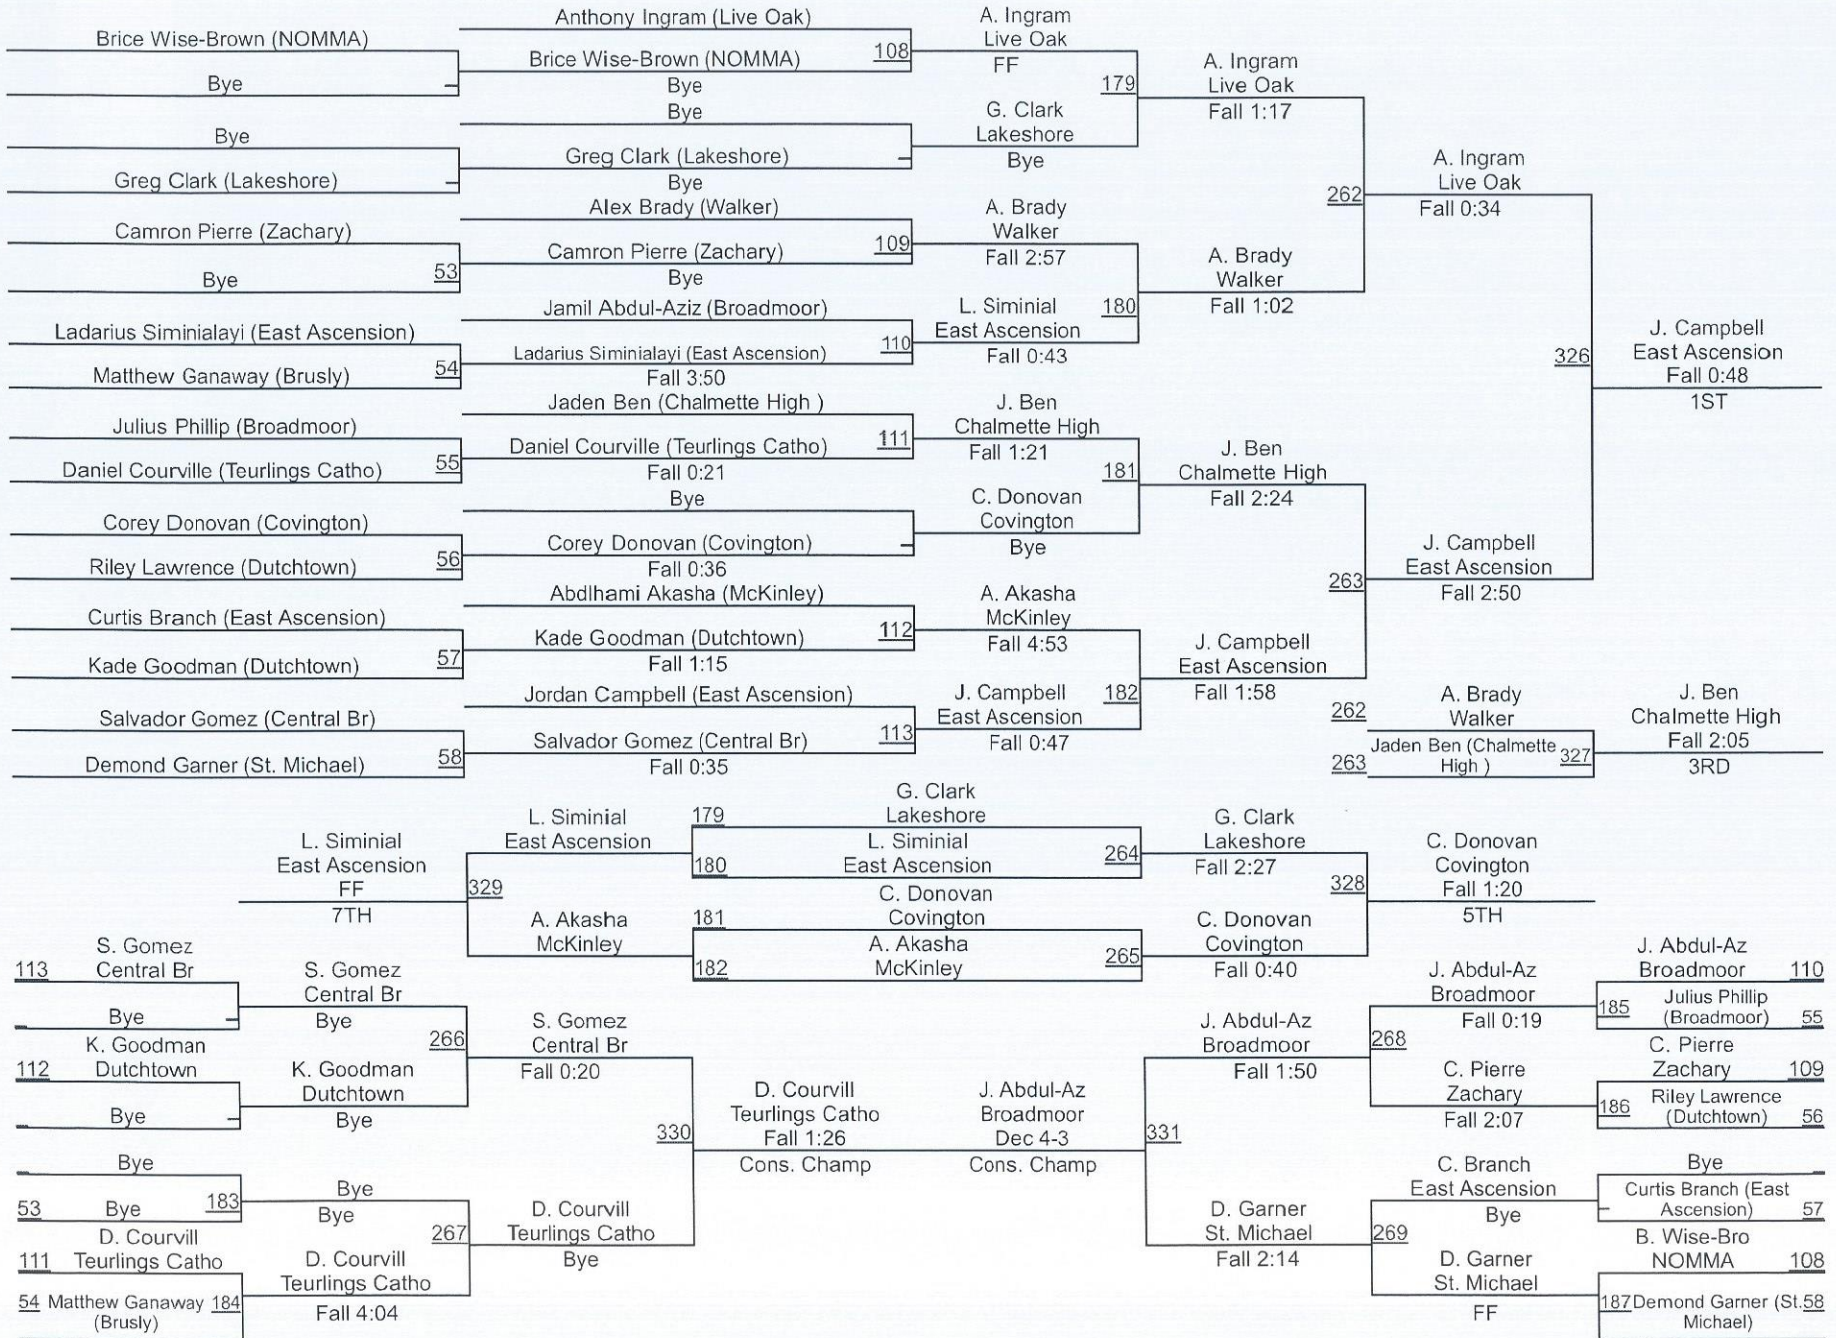 Brice Wise-Brown (NOMMA)
Bye
Bye
Greg Clark (Lakeshore)
Camron Pierre (Zachary)
Bye
53
Ladarius Siminialayi (East Ascension)
Matthew Ganaway (Brusly)
54
Julius Phillip (Broadmoor)
Daniel Courville (Teurlings Catho)
55
Corey Donovan (Covington)
Riley Lawrence (Dutchtown)
56
Curtis Branch (East Ascension)
Kade Goodman (Dutchtown)
57
Salvador Gomez (Central Br)
Demond Garner (St. Michael)
58
Anthony Ingram (Live Oak)
Brice Wise-Brown (NOMMA)
108
Bye
Bye
Greg Clark (Lakeshore)
Bye
Alex Brady (Walker)
Camron Pierre (Zachary)
109
Bye
Jamil Abdul-Aziz (Broadmoor)
Ladarius Siminialayi (East Ascension)
110
Fall 3:50
Jaden Ben (Chalmette High )
Daniel Courville (Teurlings Catho)
111
Fall 0:21
Bye
Corey Donovan (Covington)
Fall 0:36
Abdlhami Akasha (McKinley)
Kade Goodman (Dutchtown)
112
Fall 1:15
Jordan Campbell (East Ascension)
Salvador Gomez (Central Br)
113
Fall 0:35
A. Ingram
Live Oak
FF
179
G. Clark
Lakeshore
Bye
A. Brady
Walker
Fall 2:57
180
L. Siminial
East Ascension
Fall 0:43
J. Ben
Chalmette High
Fall 1:21
181
C. Donovan
Covington
Bye
A. Akasha
McKinley
Fall 4:53
182
J. Campbell
East Ascension
Fall 0:47
A. Ingram
Live Oak
Fall 1:17
262
A. Brady
Walker
Fall 1:02
J. Ben
Chalmette High
Fall 2:24
263
J. Campbell
East Ascension
Fall 1:58
A. Ingram
Live Oak
Fall 0:34
326
J. Campbell
East Ascension
Fall 2:50
J. Campbell
East Ascension
Fall 0:48
1ST
262
A. Brady
Walker
263
Jaden Ben (Chalmette
High )
327
J. Ben
Chalmette High
Fall 2:05
3RD
L. Siminial
East Ascension
FF
7TH
329
L. Siminial
East Ascension
A. Akasha
McKinley
179
G. Clark
Lakeshore
180
L. Siminial
East Ascension
264
181
C. Donovan
Covington
182
A. Akasha
McKinley
265
G. Clark
Lakeshore
Fall 2:27
328
C. Donovan
Covington
Fall 0:40
C. Donovan
Covington
Fall 1:20
5TH
113
S. Gomez
Central Br
Bye
112
K. Goodman
Dutchtown
Bye
Bye
53
Bye
183
111
D. Courvill
Teurlings Catho
54
Matthew Ganaway
(Brusly)
184
S. Gomez
Central Br
Bye
266
K. Goodman
Dutchtown
Bye
Bye
Bye
267
D. Courvill
Teurlings Catho
Fall 4:04
S. Gomez
Central Br
Fall 0:20
330
D. Courvill
Teurlings Catho
Bye
D. Courvill
Teurlings Catho
Fall 1:26
Cons. Champ
J. Abdul-Az
Broadmoor
Dec 4-3
Cons. Champ
331
J. Abdul-Az
Broadmoor
Fall 1:50
D. Garner
St. Michael
Fall 2:14
268
J. Abdul-Az
Broadmoor
Fall 0:19
C. Pierre
Zachary
Fall 2:07
269
C. Branch
East Ascension
Bye
D. Garner
St. Michael
FF
J. Abdul-Az
Broadmoor
110
185
Julius Phillip
(Broadmoor)
55
C. Pierre
Zachary
109
186
Riley Lawrence
(Dutchtown)
56
Bye
Curtis Branch (East
Ascension)
57
B. Wise-Bro
NOMMA
108
187
Demond Garner (St.
Michael)
58